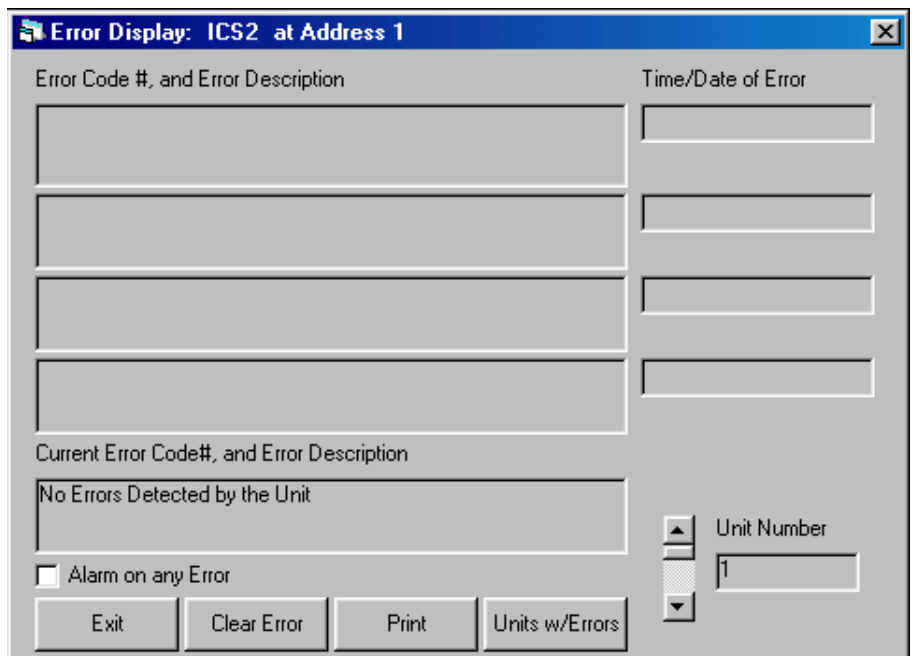 Error Display:  ICS2  at Address 1
Error Code #, and Error Description
Time/Date of Error
Current Error Code#, and Error Description
No Errors Detected by the Unit
Unit Number
1
Alarm on any Error
Exit
Clear Error
Print
Units w/Errors